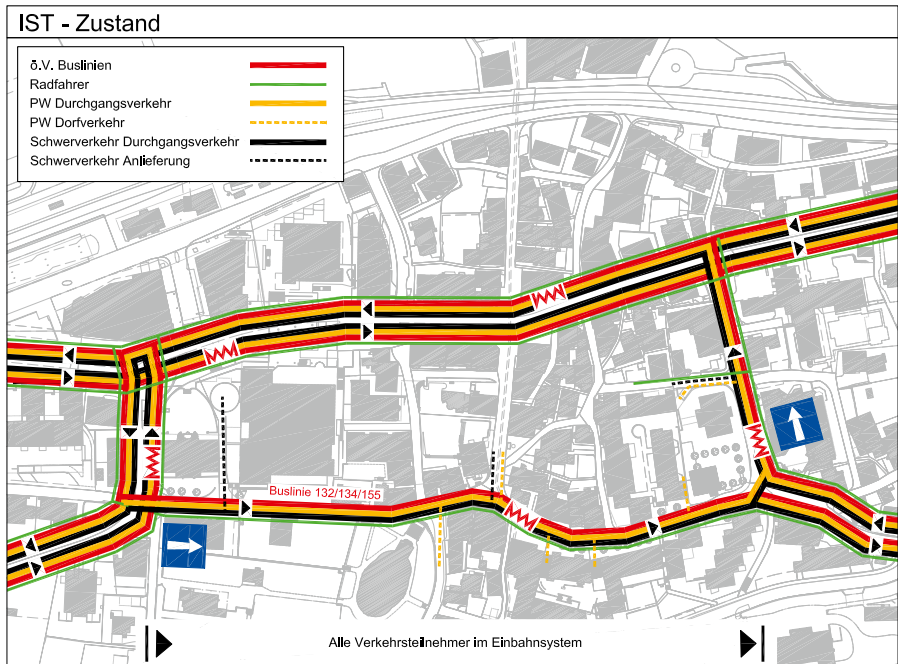 IST - Zustand
ö.V. Buslinien
Radfahrer
PW Durchgangsverkehr
PW Dorfverkehr
Schwerverkehr Durchgangsverkehr
Schwerverkehr Anlieferung
Buslinie 132/134/155
Alle Verkehrsteilnehmer im Einbahnsystem